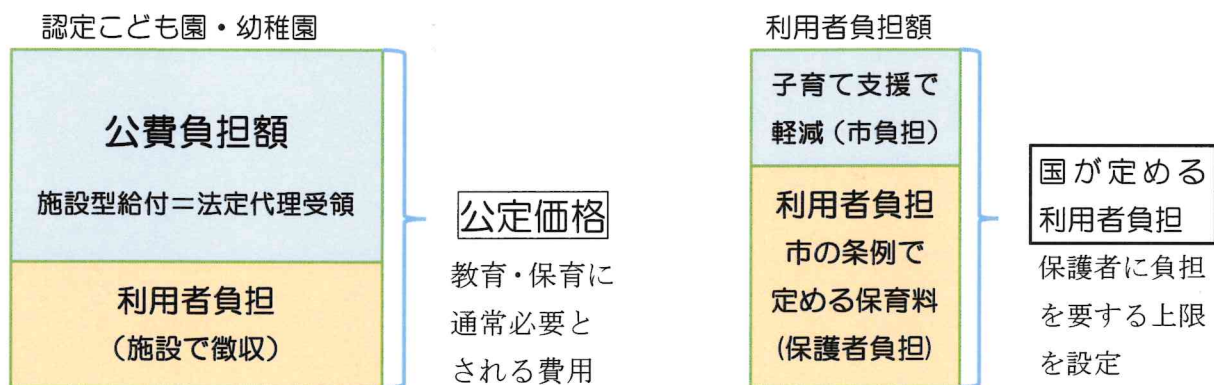 認定こども園・幼稚園
公費負担額
施設型給付＝法定代理受領
利用者負担
（施設で徴収）
公定価格
教育・保育に
通常必要と
される費用
利用者負担額
子育て支援で
軽減（市負担）
利用者負担
市の条例で
定める保育料
(保護者負担)
国が定める
利用者負担
保護者に負担
を要する上限
を設定